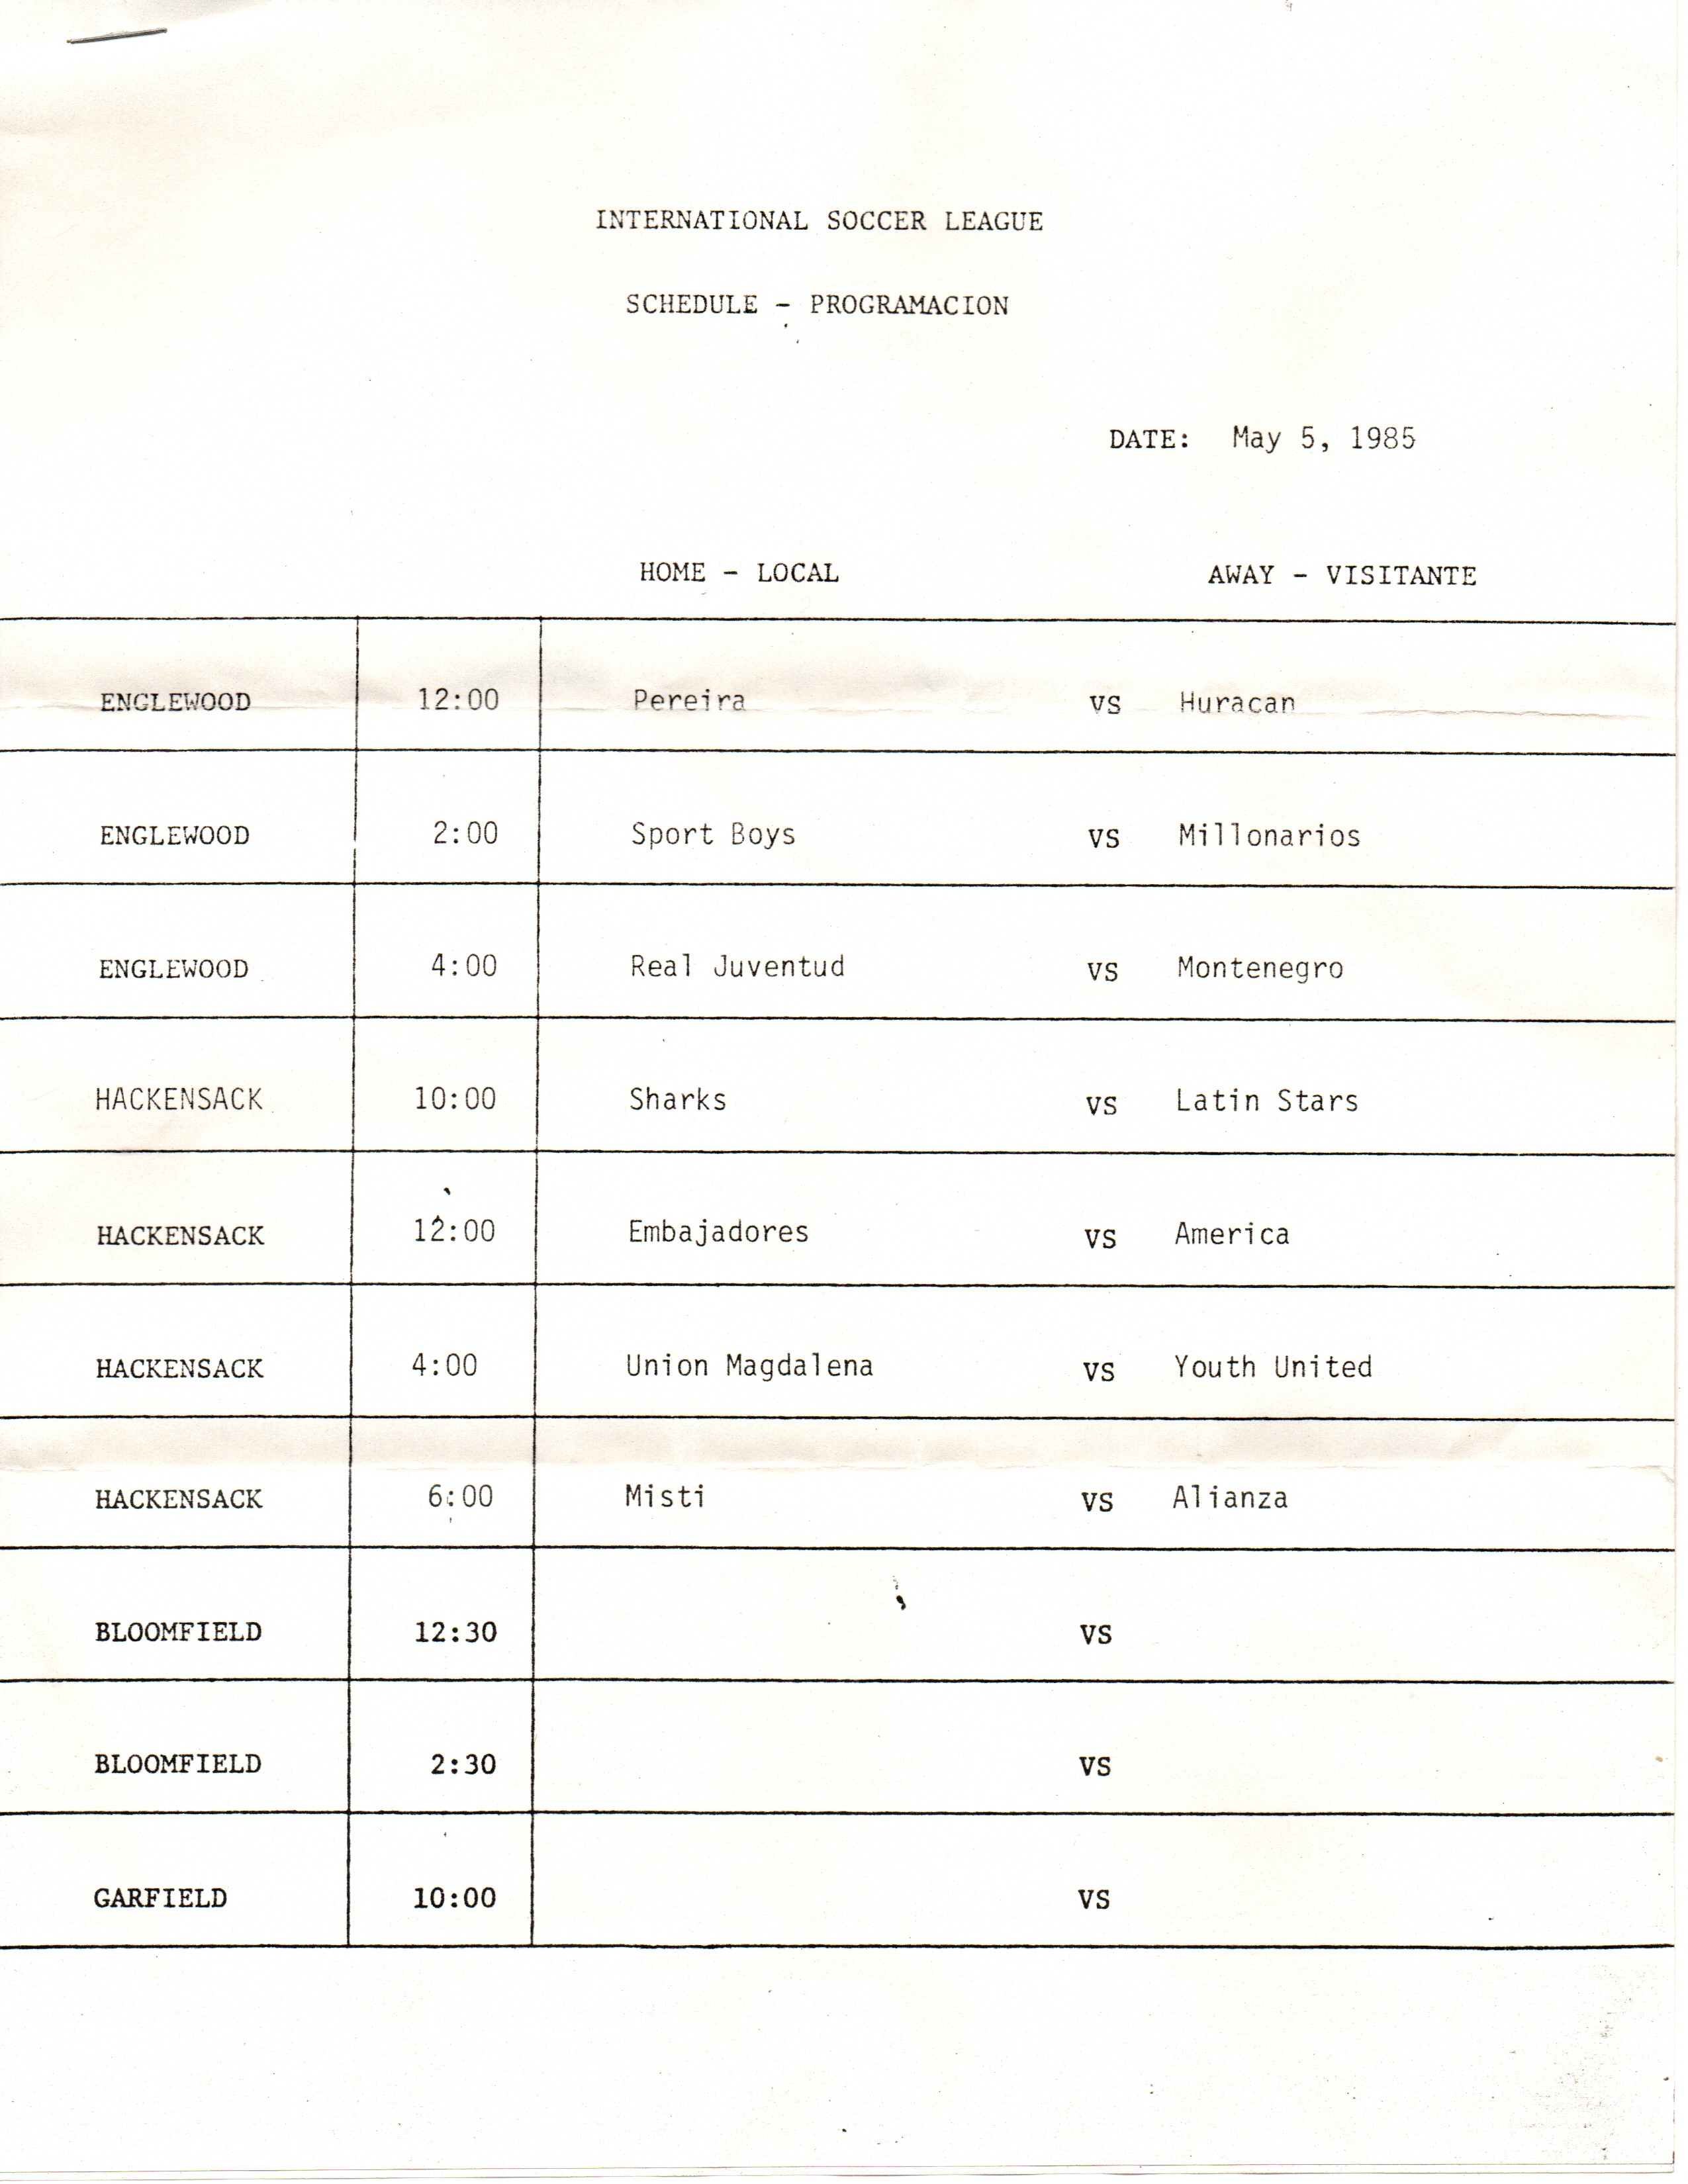 INTERNATIONAL SOCCER LEAGUE
SCHEDULE - PROGRAMACION
DATE: May 5, 1985
HOME - LOCAL AWAY - VISITANTE
ENGLEWOOD 12:00 Pereira VS Huracan
ENGLEWOOD 2:00 Sport Boys VS Millonarios
ENGLEWOOD 4:00 Real Juventud VS Montenegro
HACKENSACK 10:00 Sharks VS Latin Stars
HACKENSACK 12:00 Embajadores VS America
HACKENSACK 4:00 Union Magdalena VS Youth United
HACKENSACK 6:00 Misti VS Alianza
BLOOMFIELD 12:30 VS
BLOOMFIELD 2:30 VS
GARFIELD 10:00 VS